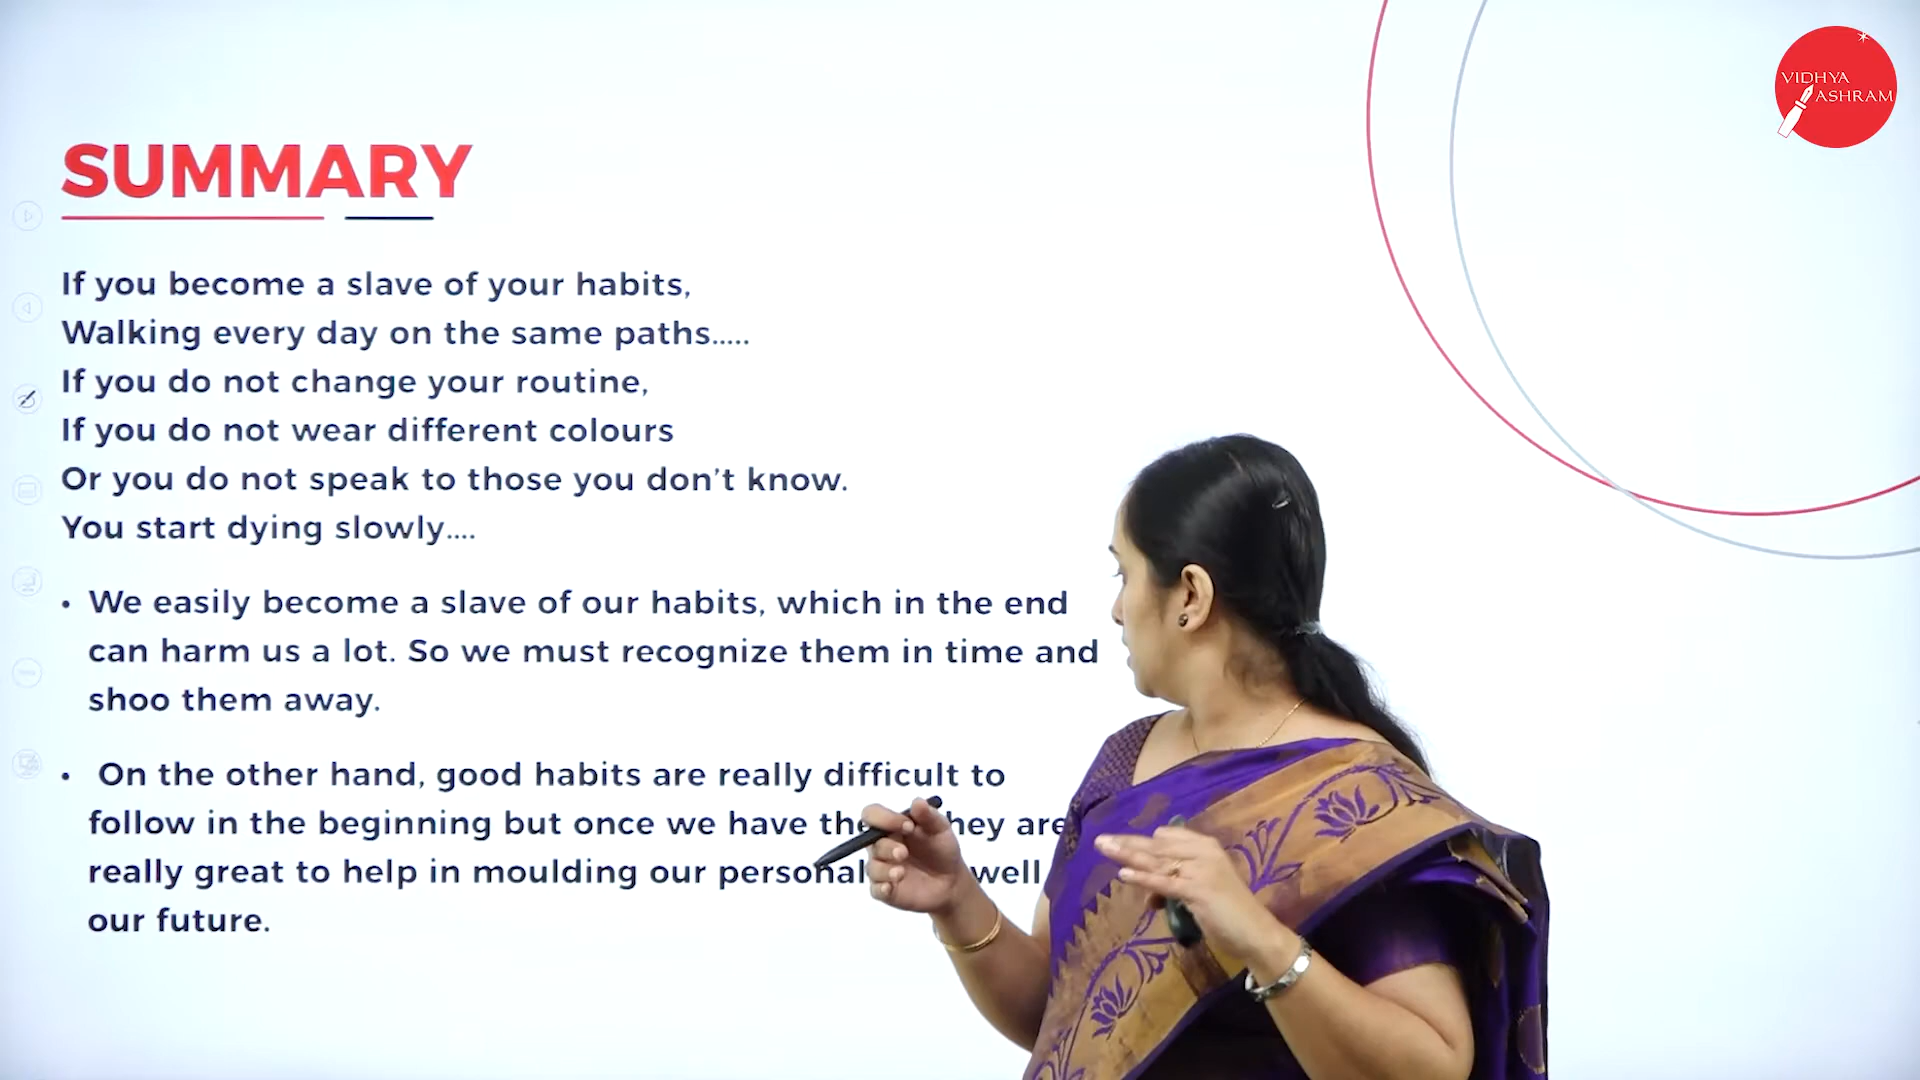 VIDHYA
ASHRAM
SUMMARY
If you become a slave of your habits,
Walking every day on the same paths.....
If you do not change your routine,
If you do not wear different colours
Or you do not speak to those you don't know.
You start dying slowly....
• We easily become a slave of our habits, which in the end
can harm us a lot. So we must recognize them in time and
shoo them away.
• On the other hand, good habits are really difficult to
follow in the beginning but once we have are
really great to help in moulding our well
our future.